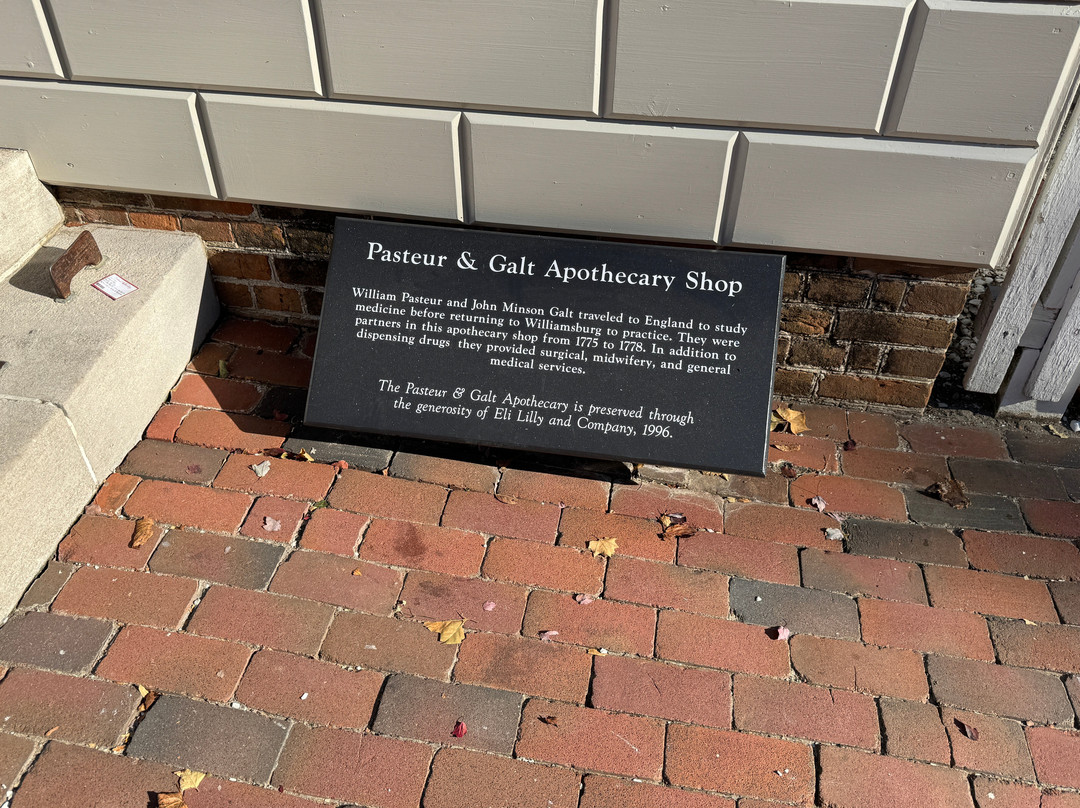 Pasteur & Galt Apothecary Shop
William Pasteur and John Minson Galt traveled to England to study
medicine before returning to Williamsburg to practice. They were
partners in this apothecary shop from 1775 to 1778. In addition to
dispensing drugs they provided surgical, midwifery, and general
medical services.
The Pasteur & Galt Apothecary is preserved through
the generosity of Eli Lilly and Company, 1996.